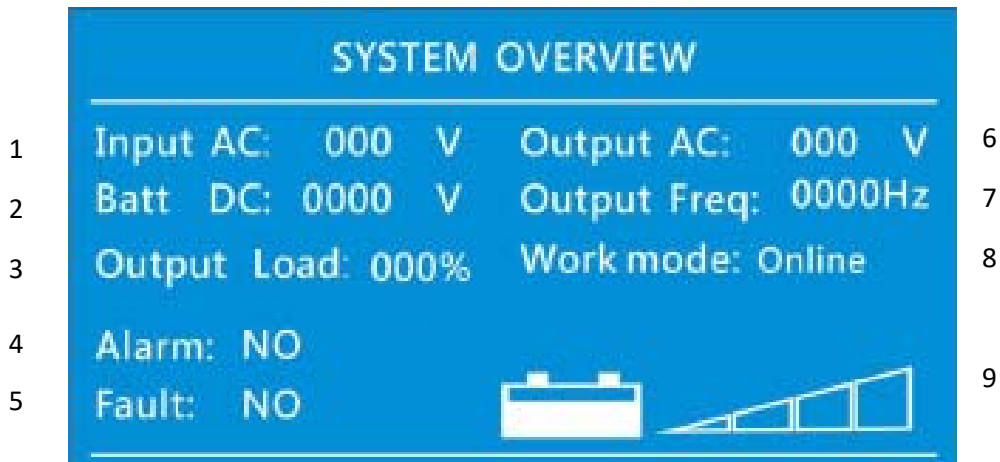 SYSTEM OVERVIEW
1 Input AC: 000 V Output AC: 000 V 6
2 Batt DC: 0000 V Output Freq: 0000Hz 7
3 Output Load: 000% Work mode: Online 8
4 Alarm: NO
5 Fault: NO
9